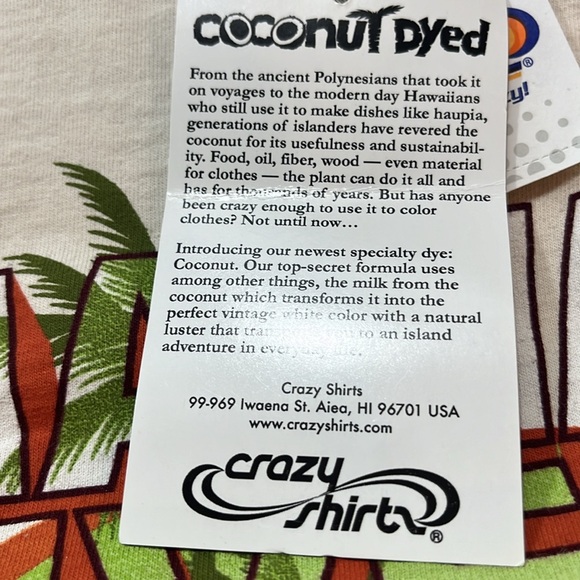 COCONUT DYED
From the ancient Polynesians that took it
on voyages to the modern day Hawaiians
who still use it to make dishes like haupia,
generations of islanders have revered the
coconut for its usefulness and sustainabil-
ity. Food, oil, fiber, wood — even material
for clothes — the plant can do it all and
has for thousands of years. But has anyone
been crazy enough to use it to color
clothes? Not until now...
Introducing our newest specialty dye:
Coconut. Our top-secret formula uses
among other things, the milk from the
coconut which transforms it into the
perfect vintage white color with a natural
luster that to an island
adventure in everyday life.
Crazy Shirts
99-969 Iwaena St. Aiea, HI 96701 USA
www.crazyshirts.com
crazy
shirts®